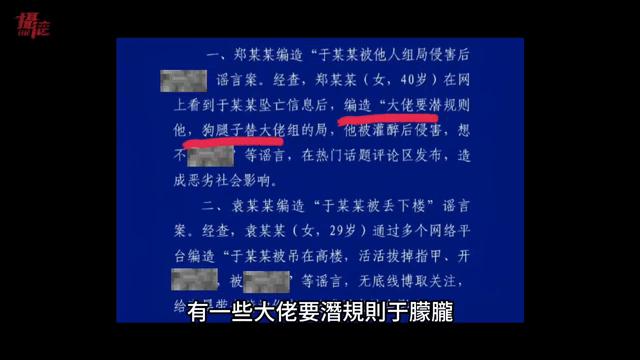 摄
一、郑某某编造“于某某被他人组局侵害后
谣言案。经查，郑某某（女，40岁）在网
上看到于某某坠亡信息后，编造“大佬要潜规则
他，狗腿子替大佬组的局，他被灌醉后侵害，想
不
”等谣言，在热门话题评论区发布，造
成恶劣社会影响。
二、袁某某编造“于某某被丢下楼”谣言
案。经查，袁某某（女，29岁）通过多个网络平
台编造“于某某被吊在高楼，活活拔掉指甲、开
，被
”等谣言，无底线博取关注，
给
有一些大佬要潛規則于朦朧